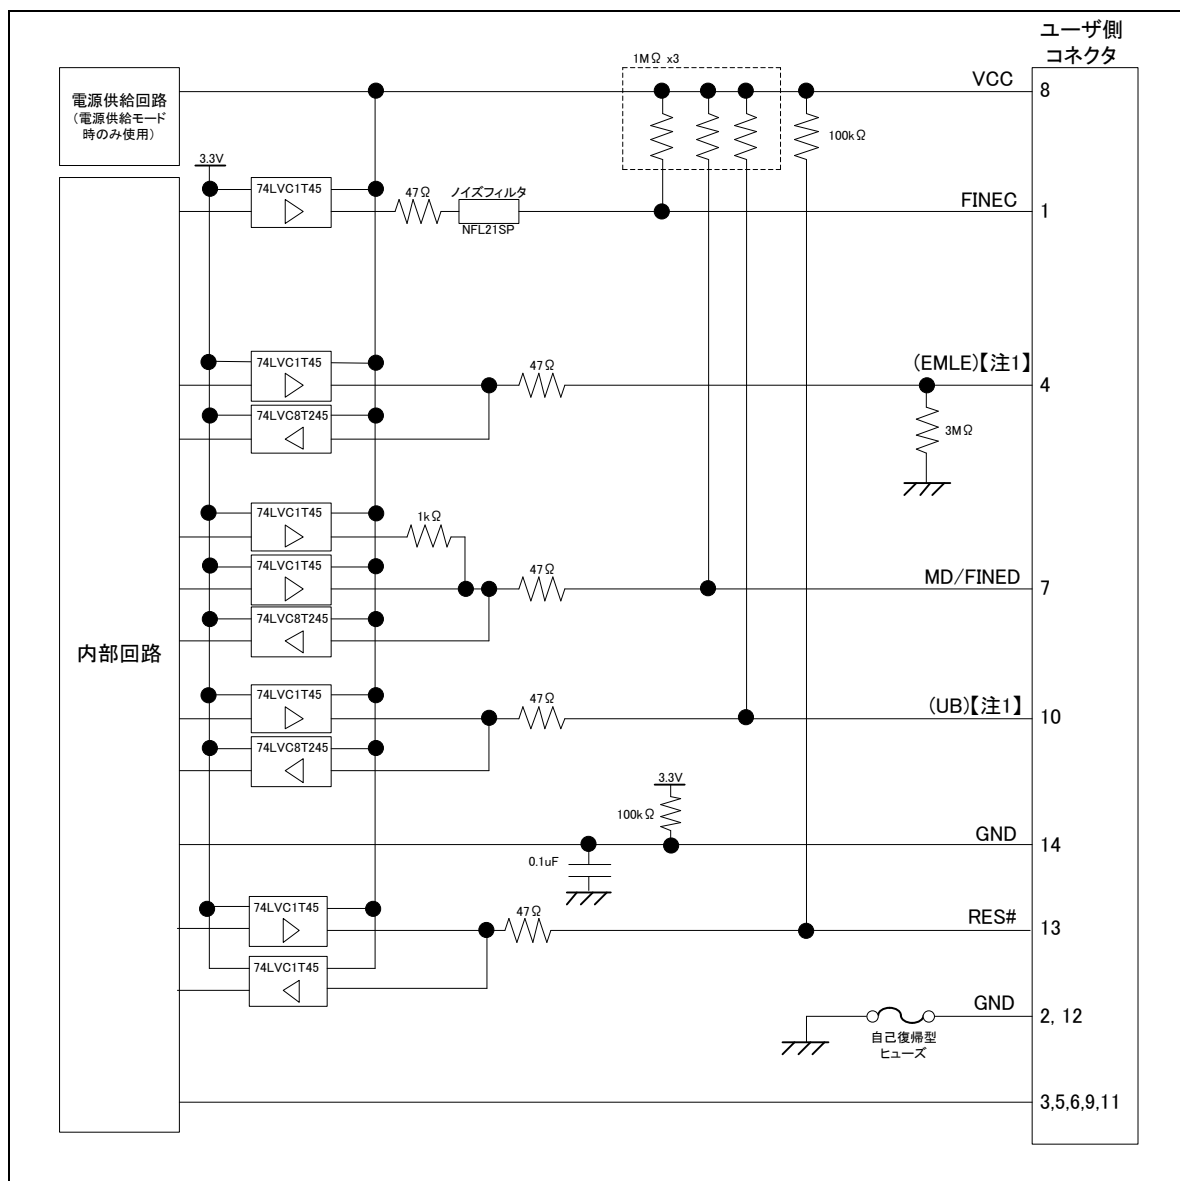 ユーザ側
コネクタ
電源供給回路
(電源供給モード
時のみ使用)
1MΩ x3
VCC
8
100kΩ
3.3V
74LVC1T45
47Ω
ノイズフィルタ
NFL21SP
FINEC
1
74LVC1T45
47Ω
(EMLE)【注1】
4
74LVC8T245
3MΩ
74LVC1T45
1kΩ
74LVC1T45
47Ω
MD/FINED
7
74LVC8T245
内部回路
74LVC1T45
47Ω
(UB)【注1】
10
74LVC8T245
3.3V
100kΩ
GND
14
0.1uF
74LVC1T45
47Ω
RES#
13
74LVC1T45
GND
2, 12
自己復帰型
ヒューズ
3,5,6,9,11